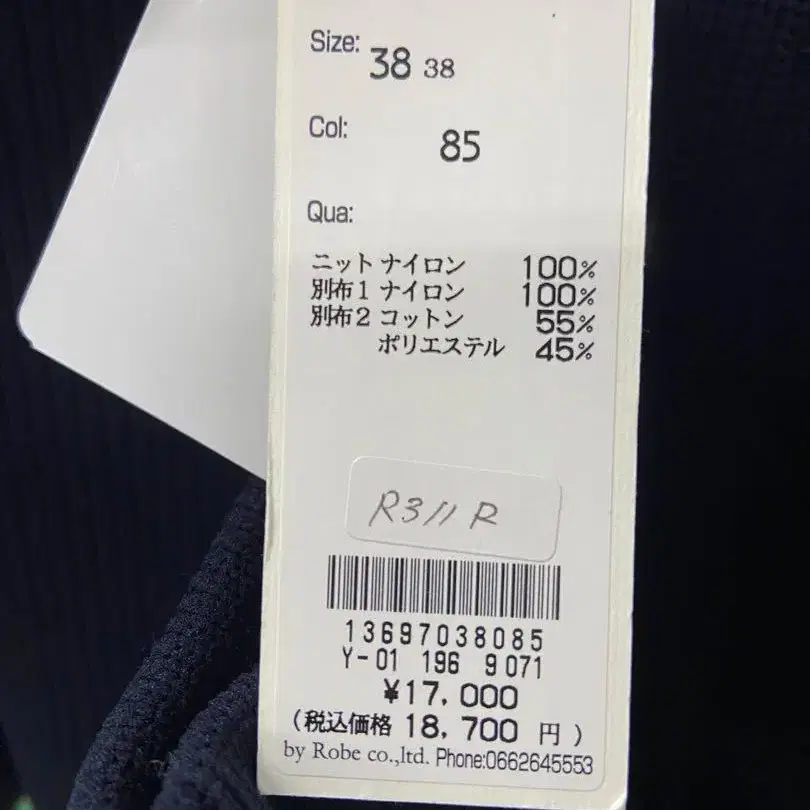 Size: 38 38
Col: 85
Qua:
ニット ナイロン 100%
別布1 ナイロン 100%
別布2 コットン 55%
ポリエステル 45%
R311R
13697038085
Y-01 196 9071
¥17,000
(税込価格 18,700 円)
by Robe co.,ltd. Phone:0662645553